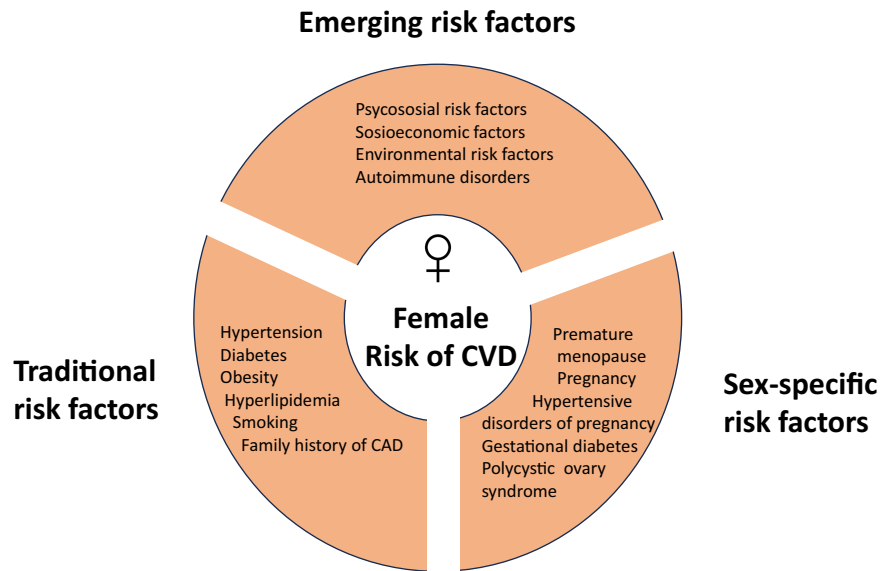 Emerging risk factors
Psycososial risk factors
Sosioeconomic factors
Environmental risk factors
Autoimmune disorders
Female
Risk of CVD
Traditional
risk factors
Hypertension
Diabetes
Obesity
Hyperlipidemia
Smoking
Family history of CAD
Premature
menopause
Pregnancy
Hypertensive
disorders of pregnancy
Gestational diabetes
Polycystic ovary
syndrome
Sex-specific
risk factors